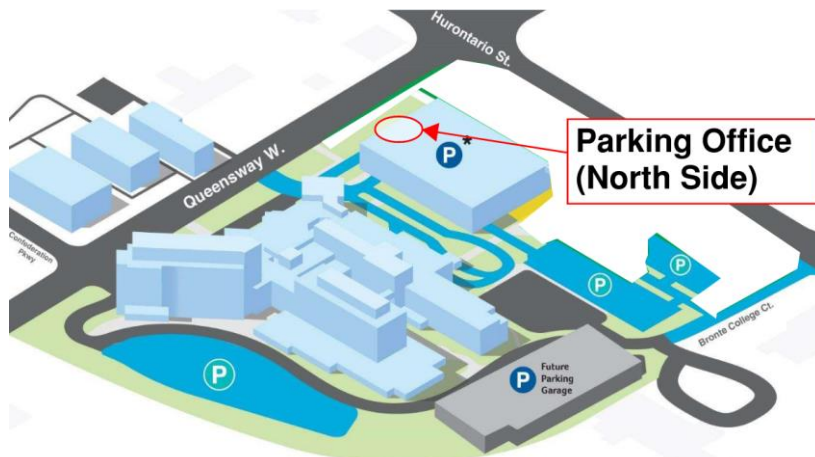 Hurontario St.
Queensway W.
P*
Parking Office
(North Side)
Confederation
Pkwy
P
P
Bronte College Ct.
P
P
Future
Parking
Garage